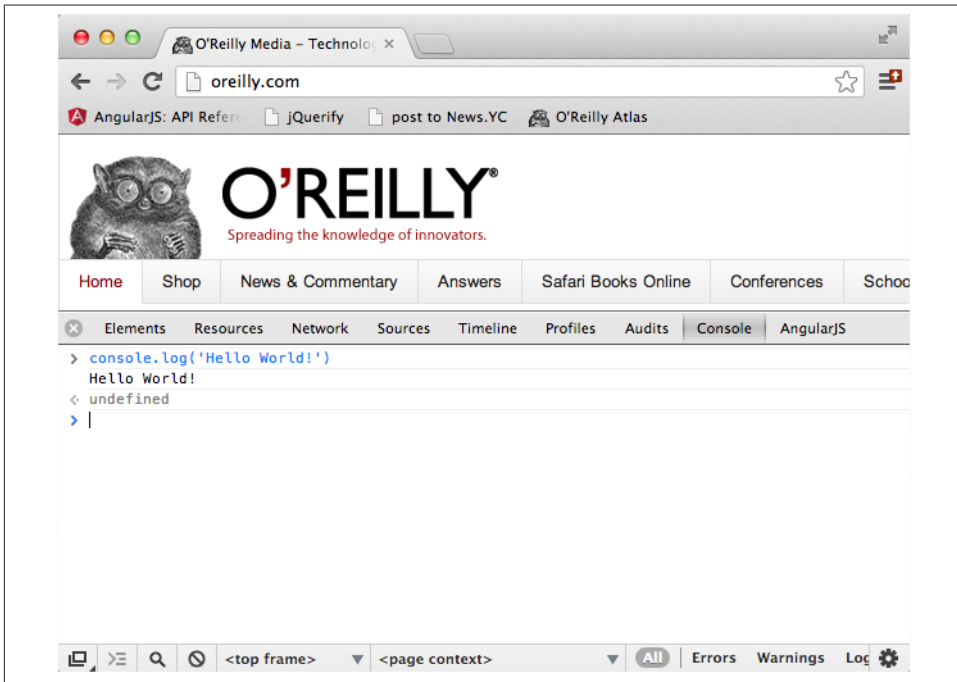 O'Reilly Media – Technolo
oreilly.com
AngularJS: API Refere jQuerify post to News.YC O'Reilly Atlas
O'REILLY®
Spreading the knowledge of innovators.
Home Shop News & Commentary Answers Safari Books Online Conferences Schoo
Elements Resources Network Sources Timeline Profiles Audits Console AngularJS
> console.log('Hello World!')
Hello World!
<· undefined
>
<top frame> ▼ <page context> ▼ All Errors Warnings Log